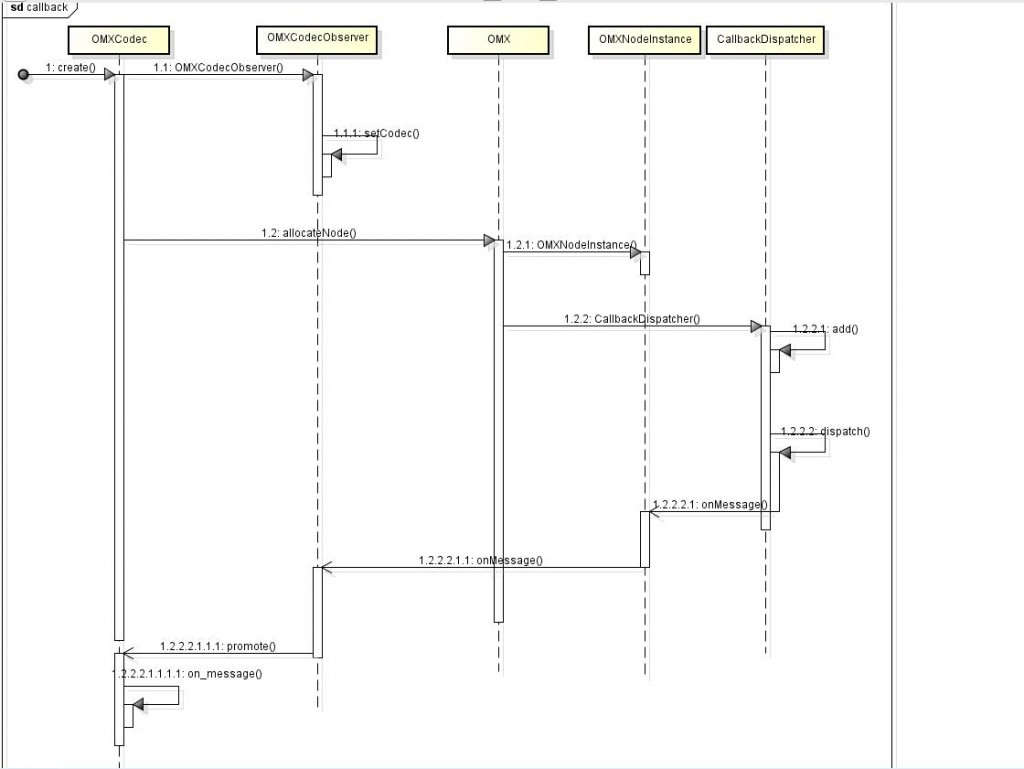 sd callback
OMXCodec
OMXCodecObserver
OMX
OMXNodeInstance
CallbackDispatcher
1: create()
1.1: OMXCodecObserver()
1.1.1: setCodec()
1.2: allocateNode()
1.2.1: OMXNodeInstance()
1.2.2: CallbackDispatcher()
1.2.2.1: add()
1.2.2.2: dispatch()
1.2.2.2.1: onMessage()
1.2.2.2.1.1: onMessage()
1.2.2.2.1.1.1: promote()
1.2.2.2.1.1.1.1: on_message()